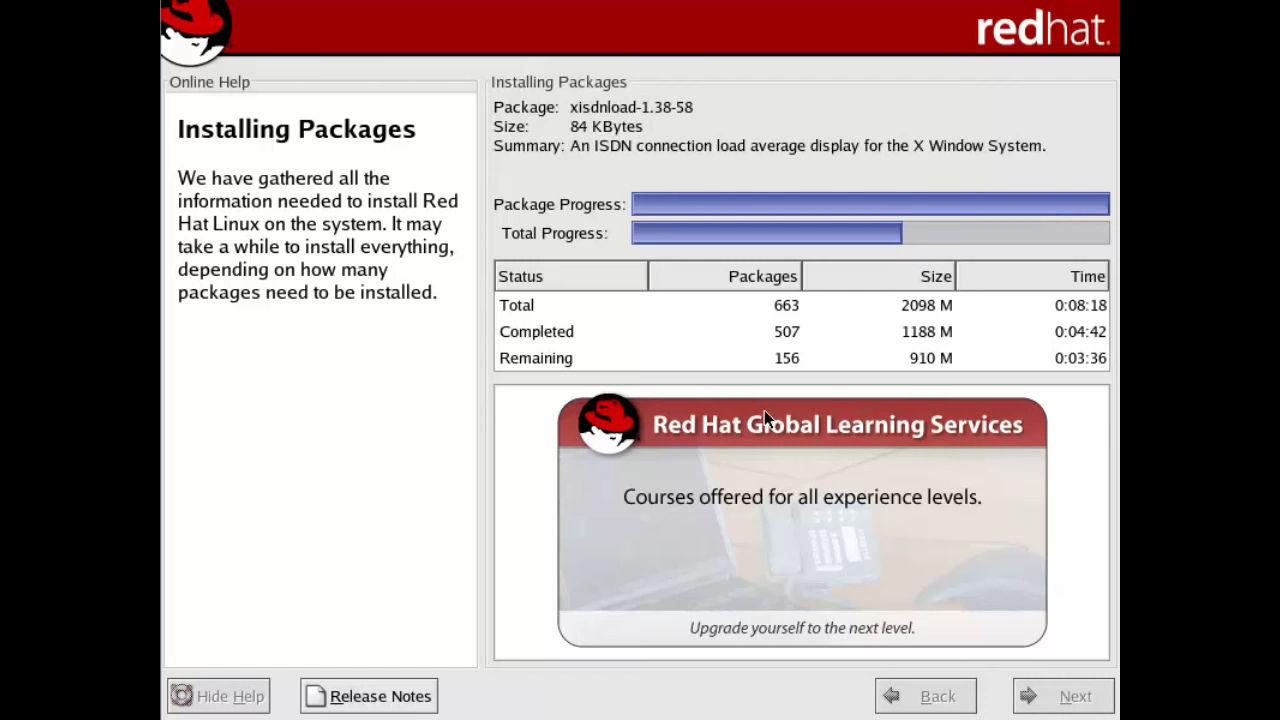 redhat.
Online Help
Installing Packages
We have gathered all the
information needed to install Red
Hat Linux on the system. It may
take a while to install everything,
depending on how many
packages need to be installed.
Installing Packages
Package: xisdnload-1.38-58
Size: 84 KBytes
Summary: An ISDN connection load average display for the X Window System.
Package Progress:
Total Progress:
Status Packages Size Time
Total 663 2098 M 0:08:18
Completed 507 1188 M 0:04:42
Remaining 156 910 M 0:03:36
Red Hat Global Learning Services
Courses offered for all experience levels.
Upgrade yourself to the next level.
Hide Help
Release Notes
Back
Next